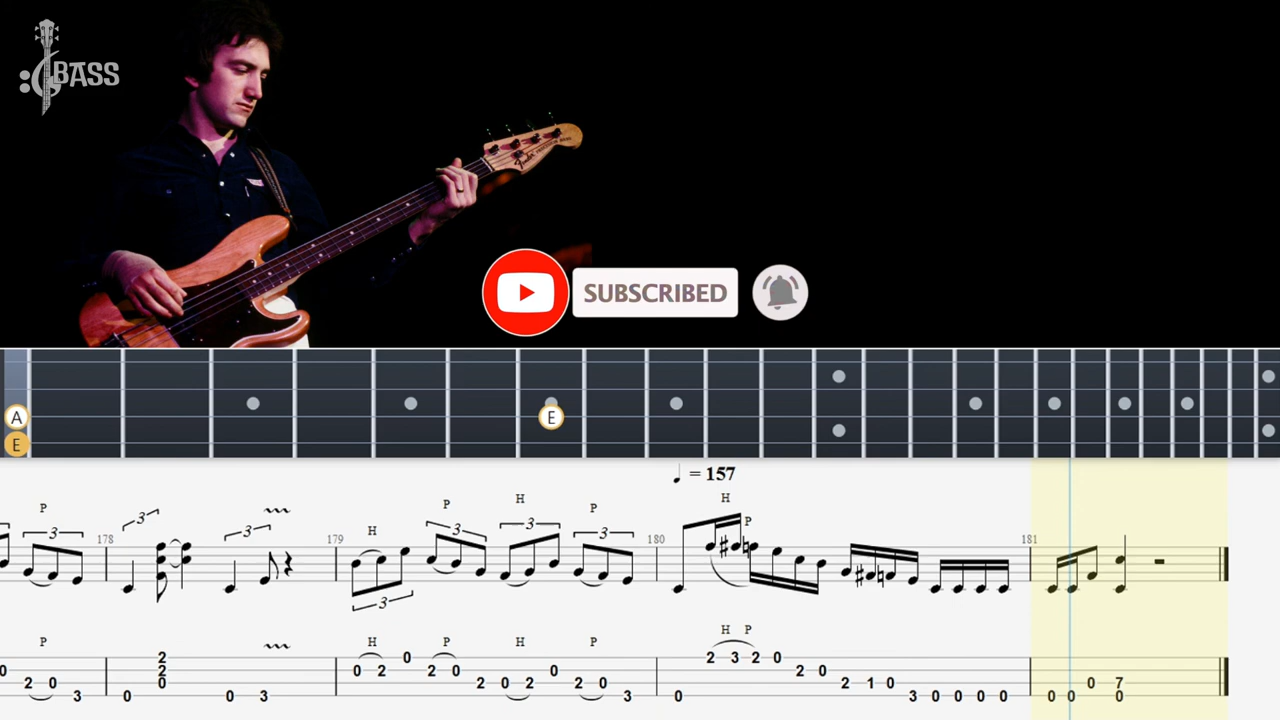 BASS
Fender
SUBSCRIBED
A
E
E
= 157
P 3 178 3 3 179 H 3 P 3 H 3 P 3 180 H P 181
P H P H P H P
0 2 0 3 0 2 2 0 0 3 0 2 0 2 0 2 0 2 0 2 0 3 0 2 3 2 0 2 0 2 1 0 3 0 0 0 0 0 0 0 7 0